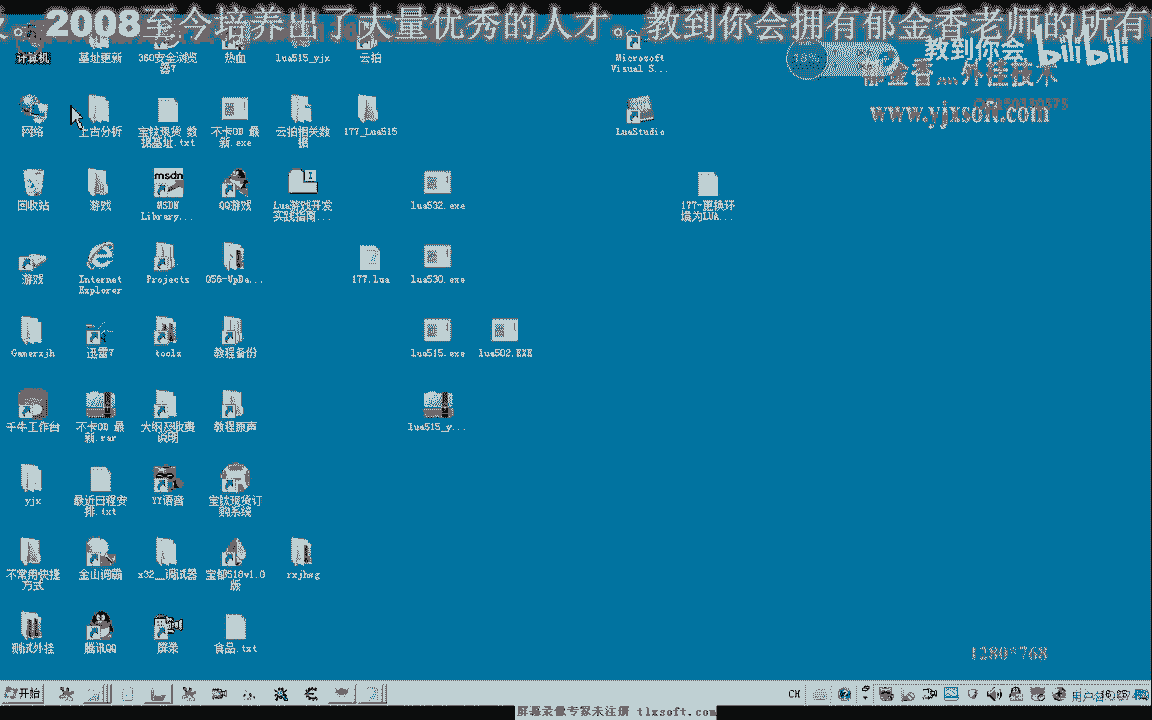 2008至今培养出了大量优秀的人才。教到你会拥有郁金香老师的所有
教到你会 bilibili
外挂技术
www.yjxsoft.com
计算机
基址更新
360安全浏览器7
热血
lua515_yjx
云拍
Microsoft Visual S...
网络
上古分析
宝钛现货 数据基址.txt
不卡OD 最新.exe
云拍相关数据
177_Lua515
LuaStudio
回收站
游戏
MSDN Library...
QQ游戏
Lua游戏开发实践指南...
lua532.exe
177-更换环境为LUA...
游戏
Internet Explorer
Projects
056-UpDa...
177.lua
lua530.exe
Gamerxjh
迅雷7
tools
教程备份
lua515.exe
lua502.EXE
千牛工作台
不卡OD 最新.rar
大纲及收费说明
教程原声
lua515_y...
yjx
最近日程安排.txt
YY语音
宝钛现货订购系统
不常用快捷方式
金山词霸
x32__调试器
宝郁518v1.0版
rxjhwg
测试外挂
腾讯QQ
屏录
食品.txt
1280*768
开始
CH
屏幕录像专家未注册 tlxsoft.com